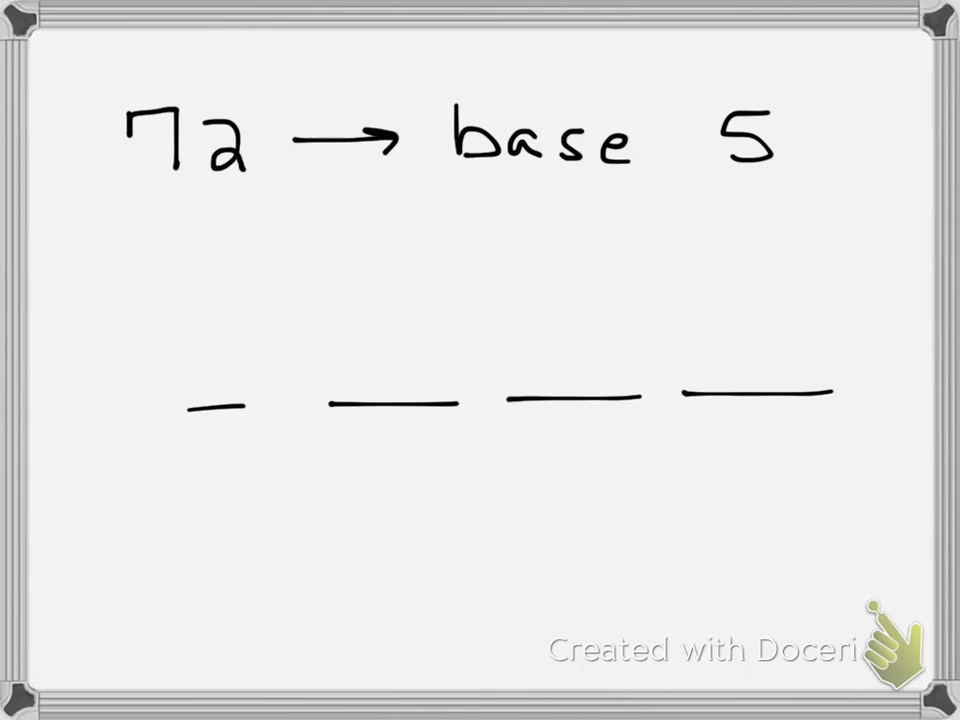 72 → base 5
_ _ _ _
Created with Doceri